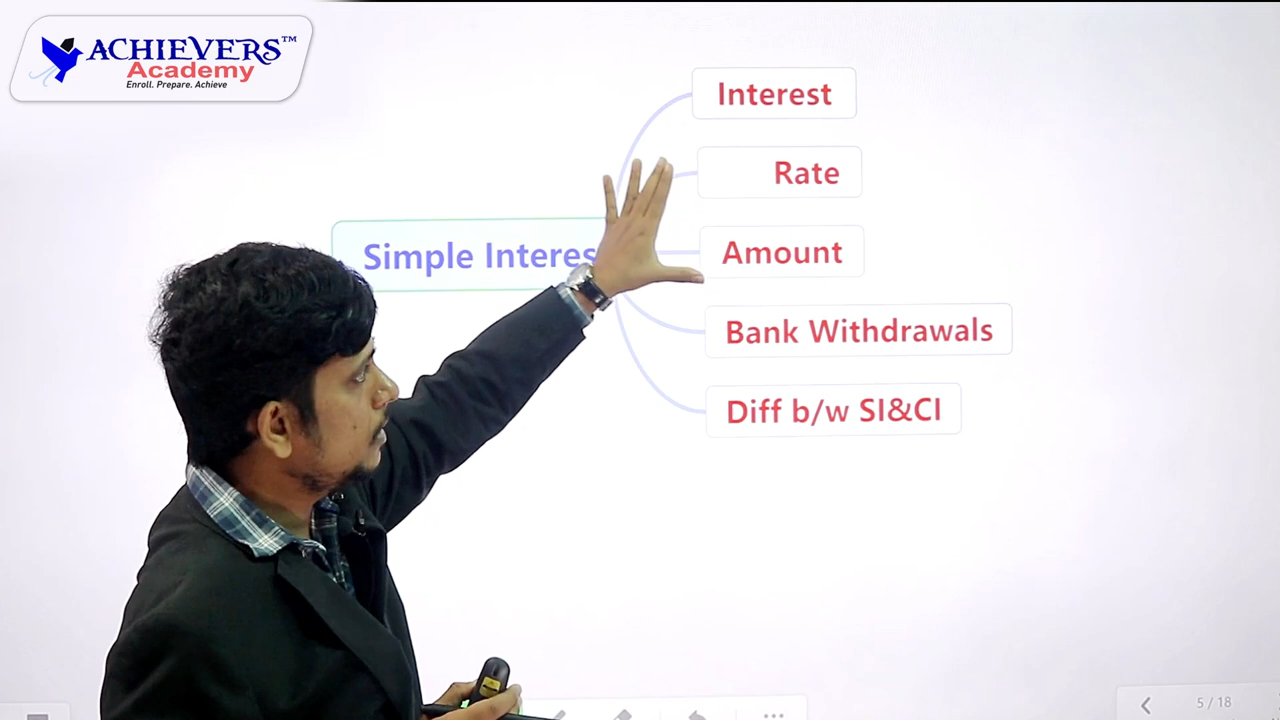 ACHIEVERS™
Academy
Enroll. Prepare. Achieve
Interest
Rate
Simple Interes
Amount
Bank Withdrawals
Diff b/w SI&CI
5 / 18